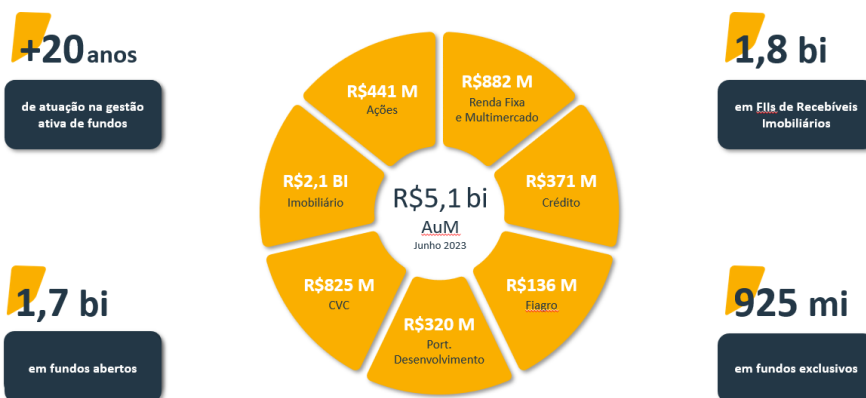 +20 anos
de atuação na gestão
ativa de fundos
1,7 bi
em fundos abertos
R$441 M
Ações
R$882 M
Renda Fixa
e Multimercado
R$2,1 BI
Imobiliário
R$5,1 bi
AuM
Junho 2023
R$371 M
Crédito
R$825 M
CVC
R$320 M
Port.
Desenvolvimento
R$136 M
Fiagro
1,8 bi
em FIIs de Recebíveis
Imobiliários
925 mi
em fundos exclusivos